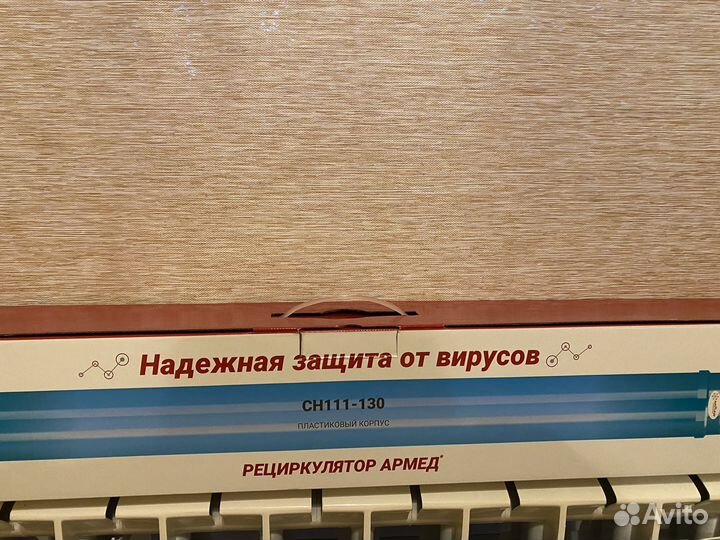 Надежная защита от вирусов
СН111-130
ПЛАСТИКОВЫЙ КОРПУС
РЕЦИРКУЛЯТОР АРМЕД*
Avito